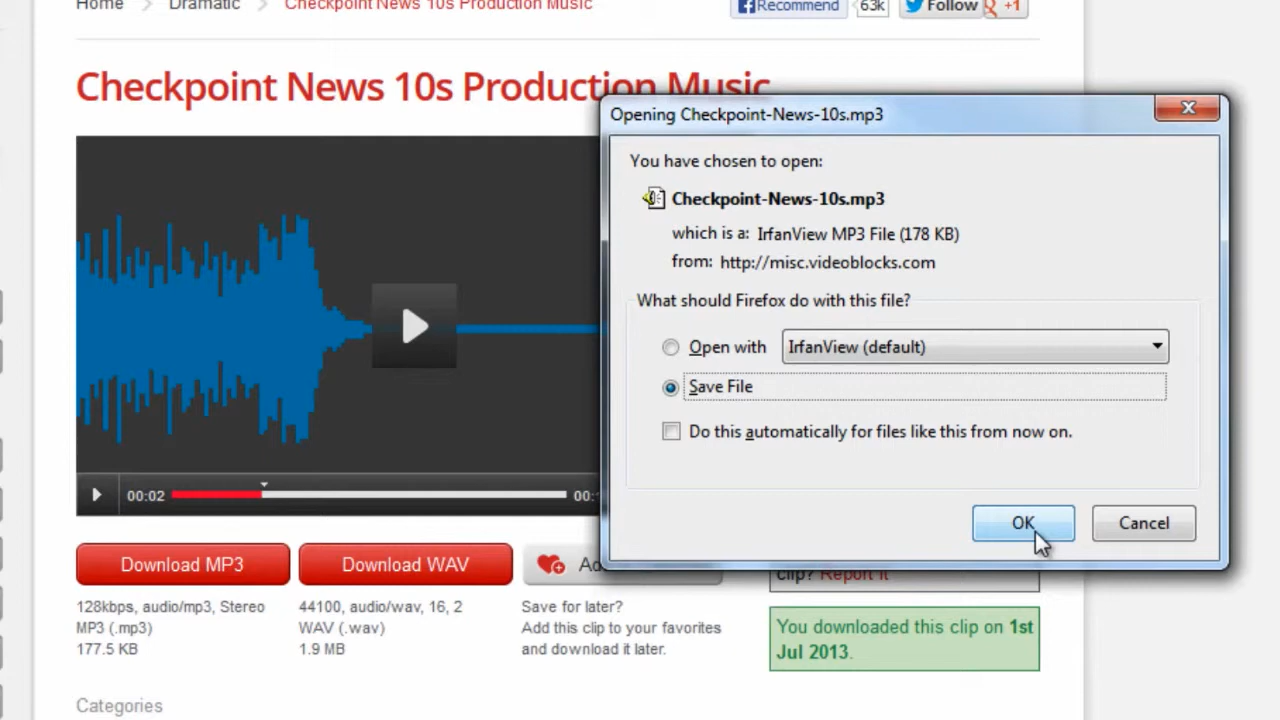 Home Dramatic Checkpoint News 10s Production Music
Recommend 63k Follow +1
Checkpoint News 10s Production Music
Opening Checkpoint-News-10s.mp3
You have chosen to open:
Checkpoint-News-10s.mp3
which is a: IrfanView MP3 File (178 KB)
from: http://misc.videoblocks.com
What should Firefox do with this file?
Open with IrfanView (default)
Save File
Do this automatically for files like this from now on.
OK Cancel
00:02 00:
Download MP3 Download WAV
128kbps, audio/mp3, Stereo
MP3 (.mp3)
177.5 KB
44100, audio/wav, 16, 2
WAV (.wav)
1.9 MB
Save for later?
Add this clip to your favorites
and download it later.
clip? Report it
You downloaded this clip on 1st
Jul 2013.
Categories